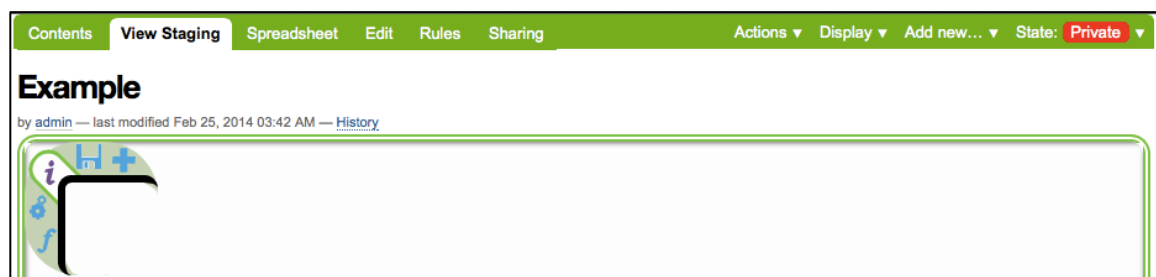 Contents View Staging Spreadsheet Edit Rules Sharing Actions ▼ Display ▼ Add new… ▼ State: Private ▼
Example
by admin — last modified Feb 25, 2014 03:42 AM — History
i
f